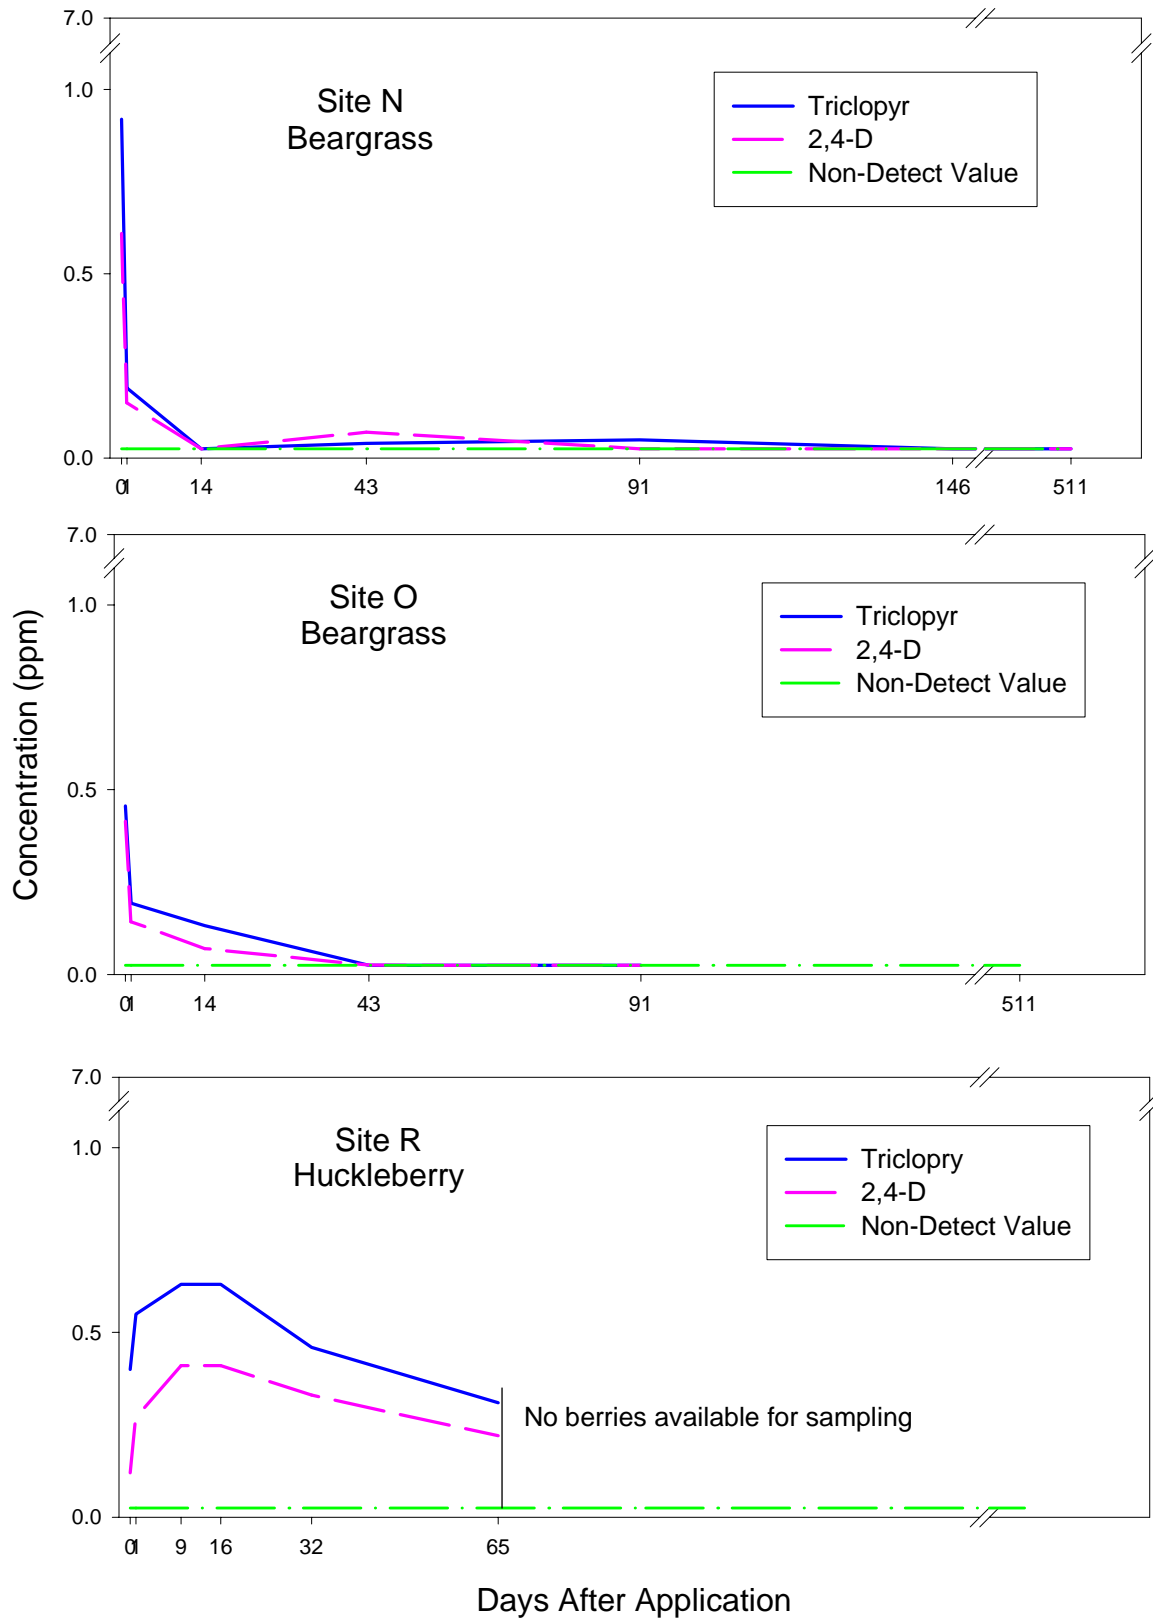 7.0
1.0
0.5
0.0
Site N
Beargrass
Triclopyr
2,4-D
Non-Detect Value
0 1 14 43 91 146 511
7.0
1.0
0.5
0.0
Site O
Beargrass
Triclopyr
2,4-D
Non-Detect Value
0 1 14 43 91 511
Concentration (ppm)
7.0
1.0
0.5
0.0
Site R
Huckleberry
Triclopry
2,4-D
Non-Detect Value
No berries available for sampling
0 1 9 16 32 65
Days After Application